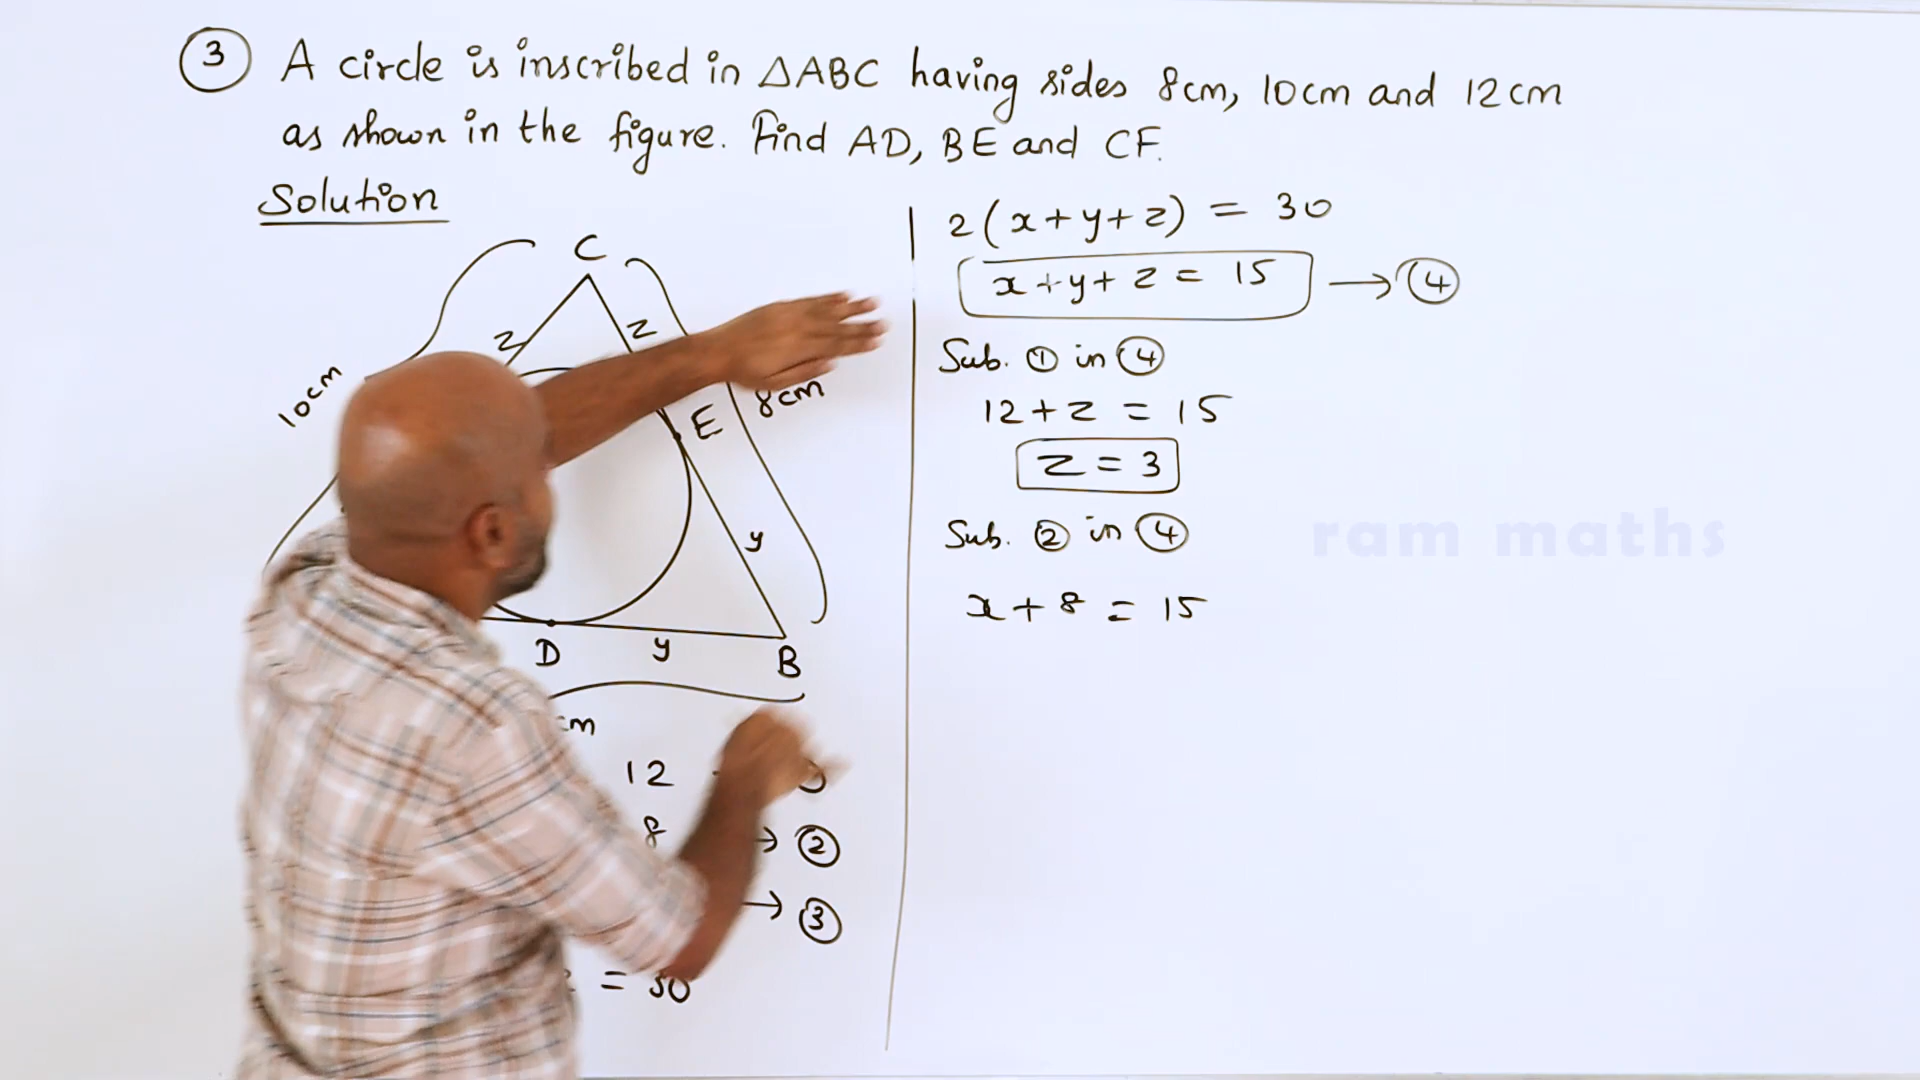 3 A circle is inscribed in △ABC having sides 8cm, 10cm and 12cm
as shown in the figure. Find AD, BE and CF.
Solution
C
z z
10cm
8cm
E
y
D y B
cm
12
8 → 2
→ 3
= 30
2(x+y+z) = 30
x+y+z = 15 → 4
Sub. 1 in 4
12+z = 15
z = 3
Sub. 2 in 4
x+8 = 15
ram maths